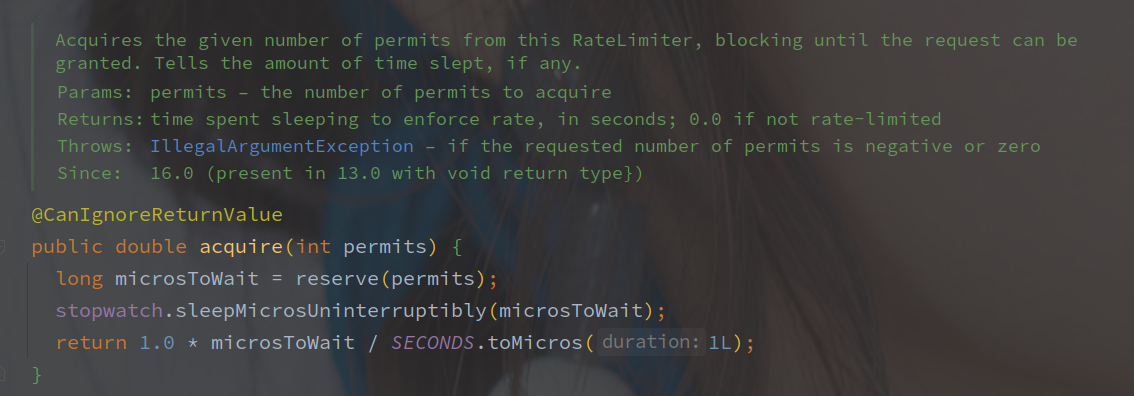 Acquires the given number of permits from this RateLimiter, blocking until the request can be
granted. Tells the amount of time slept, if any.
Params: permits – the number of permits to acquire
Returns: time spent sleeping to enforce rate, in seconds; 0.0 if not rate-limited
Throws: IllegalArgumentException – if the requested number of permits is negative or zero
Since: 16.0 (present in 13.0 with void return type})
@CanIgnoreReturnValue
public double acquire(int permits) {
long microsToWait = reserve(permits);
stopwatch.sleepMicrosUninterruptibly(microsToWait);
return 1.0 * microsToWait / SECONDS.toMicros( duration: 1L);
}